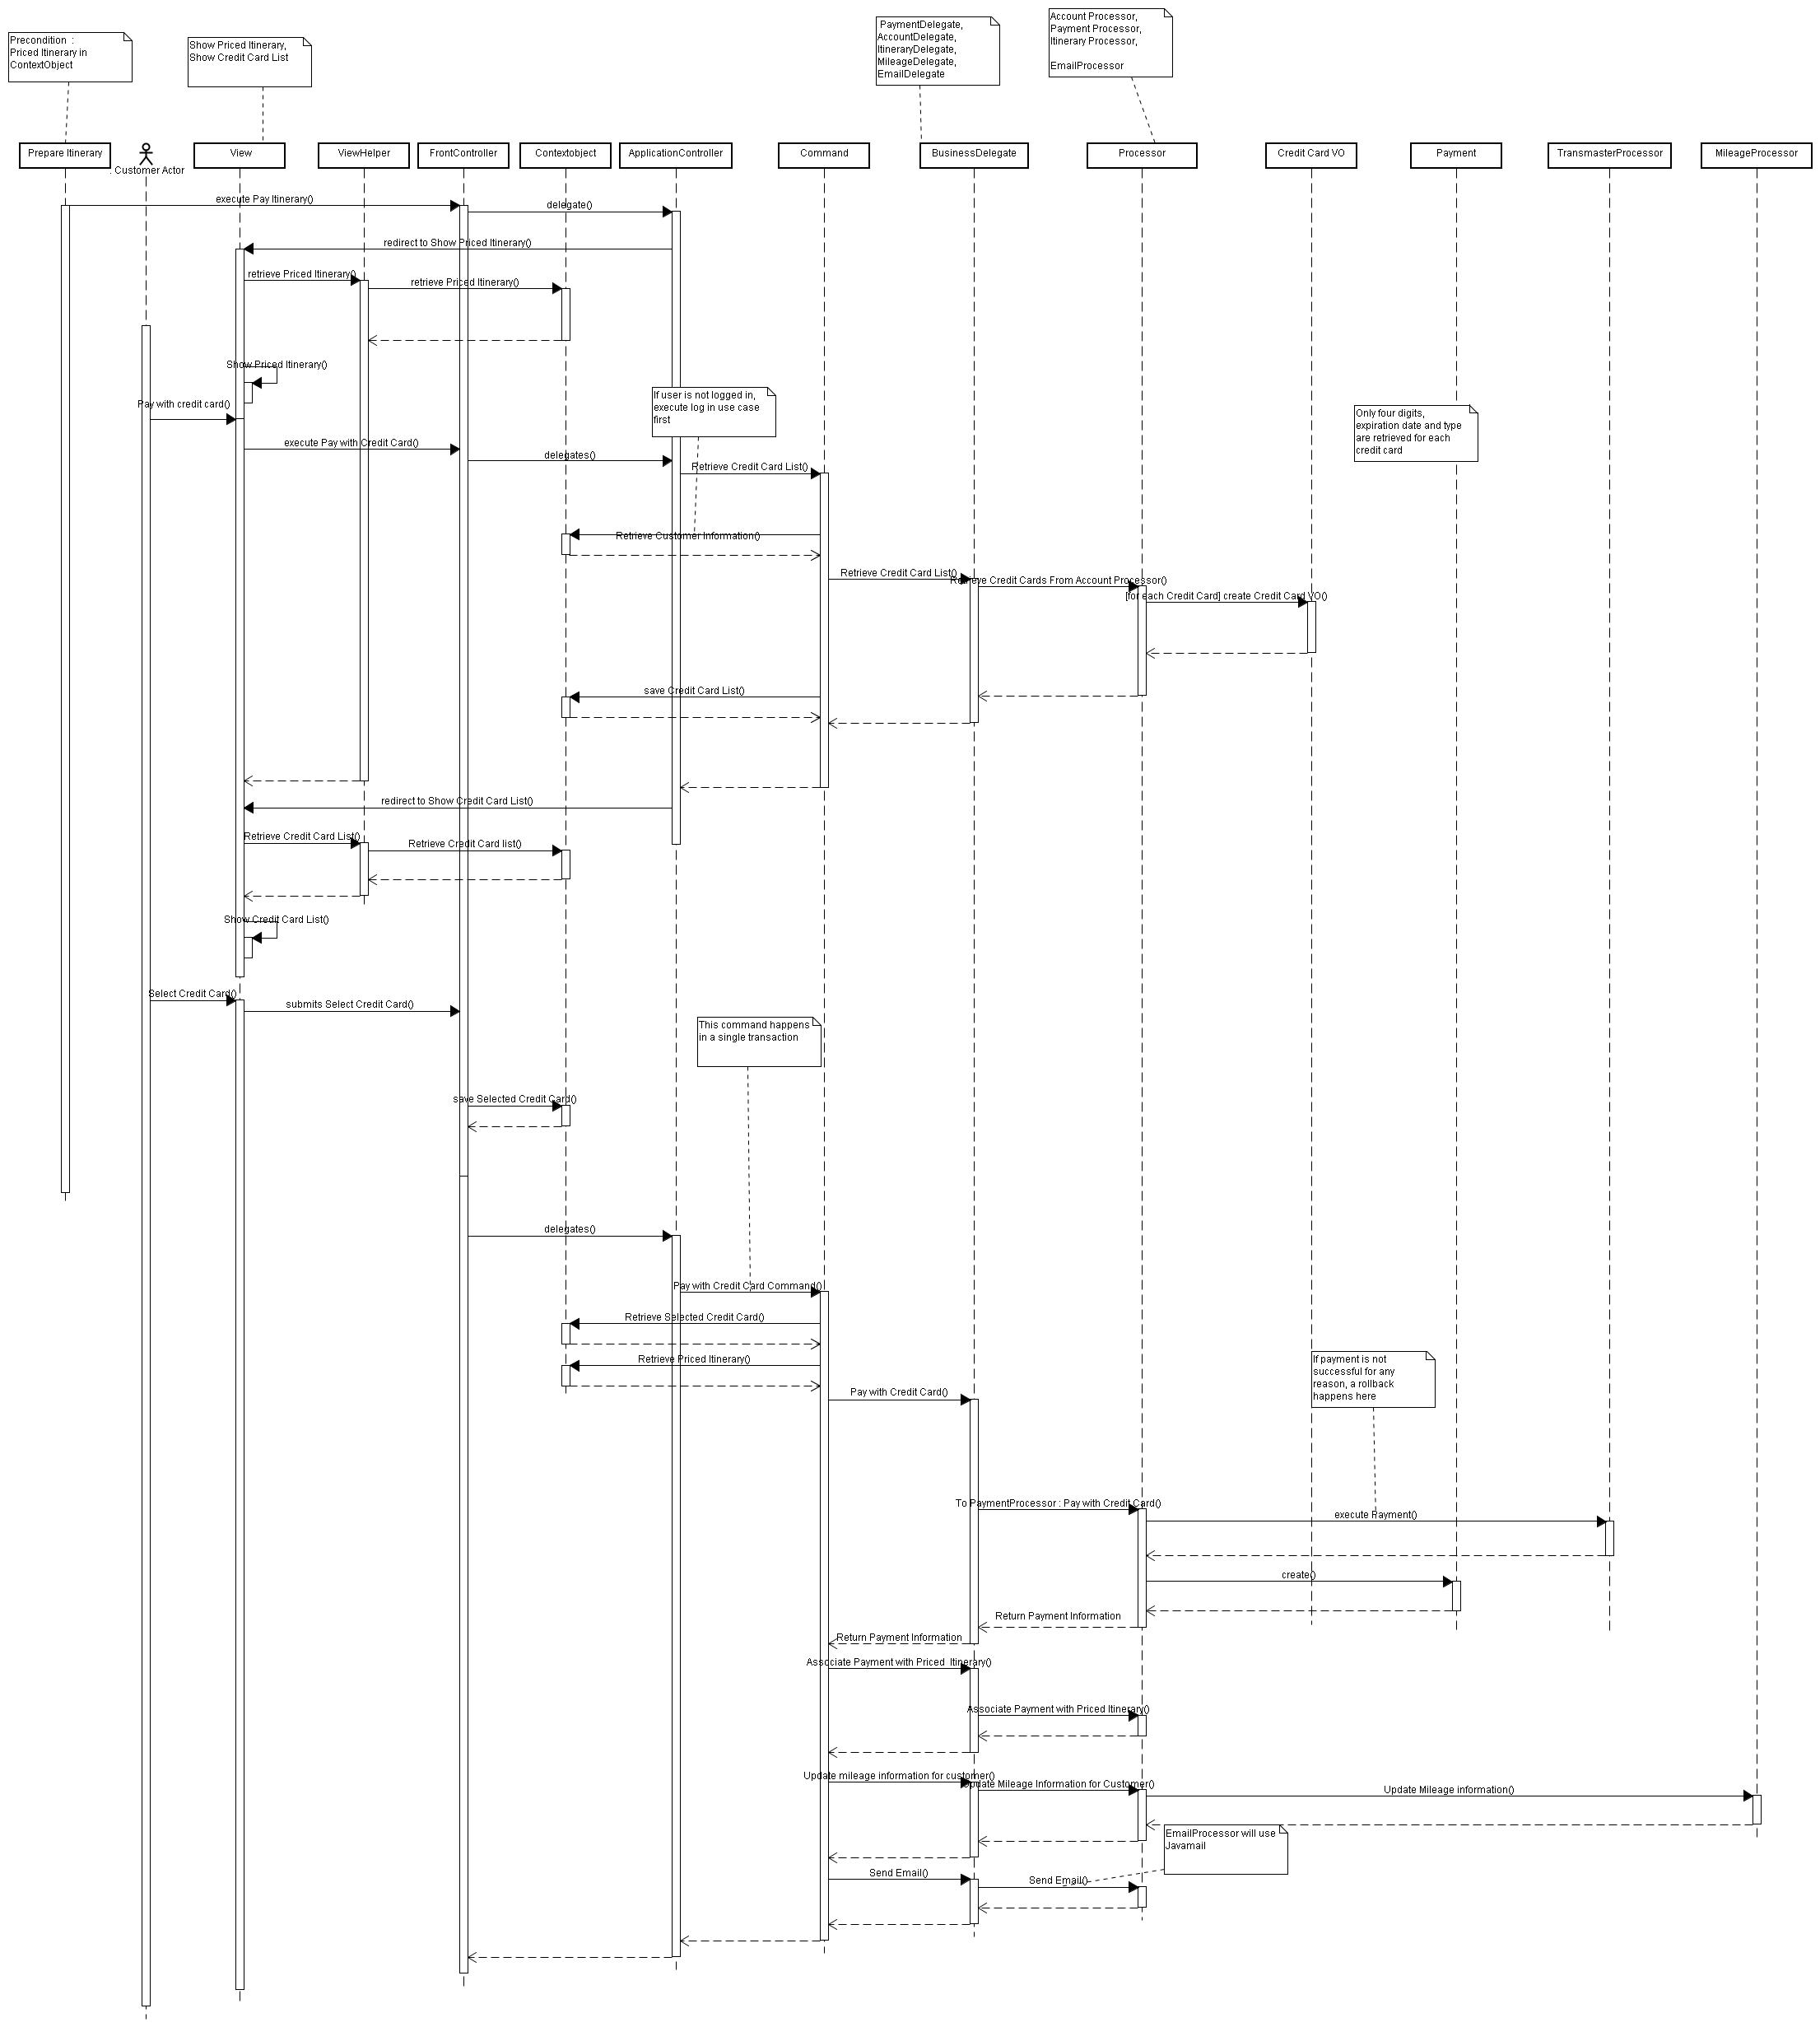 Precondition :
Priced Itinerary in
ContextObject
Show Priced Itinerary,
Show Credit Card List
PaymentDelegate,
AccountDelegate,
ItineraryDelegate,
MileageDelegate,
EmailDelegate
Account Processor,
Payment Processor,
Itinerary Processor,
EmailProcessor
Prepare Itinerary
: Customer Actor
View
ViewHelper
FrontController
Contextobject
ApplicationController
Command
BusinessDelegate
Processor
Credit Card VO
Payment
TransmasterProcessor
MileageProcessor
execute Pay Itinerary()
delegate()
redirect to Show Priced Itinerary()
retrieve Priced Itinerary()
retrieve Priced Itinerary()
Show Priced Itinerary()
Pay with credit card()
If user is not logged in,
execute log in use case
first
Only four digits,
expiration date and type
are retrieved for each
credit card
execute Pay with Credit Card()
delegates()
Retrieve Credit Card List()
Retrieve Customer Information()
Retrieve Credit Card List()
Retrieve Credit Cards From Account Processor()
[for each Credit Card] create Credit Card VO()
save Credit Card List()
redirect to Show Credit Card List()
Retrieve Credit Card List()
Retrieve Credit Card list()
Show Credit Card List()
Select Credit Card()
submits Select Credit Card()
This command happens
in a single transaction
save Selected Credit Card()
delegates()
Pay with Credit Card Command()
Retrieve Selected Credit Card()
Retrieve Priced Itinerary()
If payment is not
successful for any
reason, a rollback
happens here
Pay with Credit Card()
To PaymentProcessor : Pay with Credit Card()
execute Payment()
create()
Return Payment Information
Return Payment Information
Associate Payment with Priced  Itinerary()
Associate Payment with Priced Itinerary()
Update mileage information for customer()
Update Mileage Information for Customer()
Update Mileage information()
EmailProcessor will use
Javamail
Send Email()
Send Email()